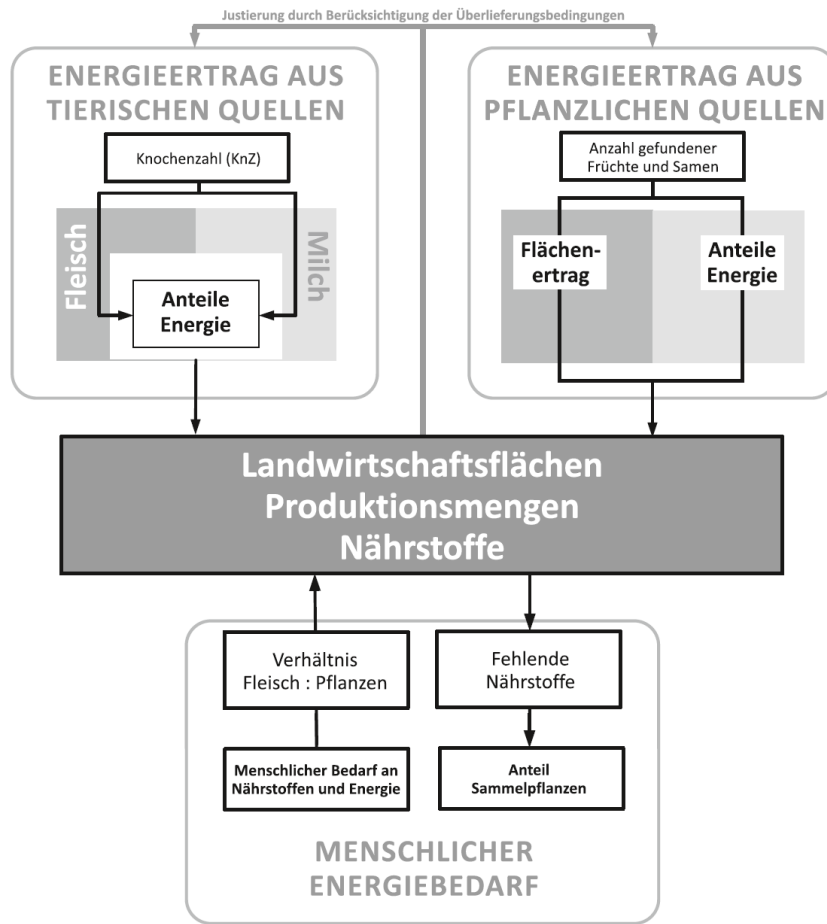 Justierung durch Berücksichtigung der Überlieferungsbedingungen
ENERGIEERTRAG AUS
TIERISCHEN QUELLEN
Knochenzahl (KnZ)
Fleisch
Milch
Anteile
Energie
ENERGIEERTRAG AUS
PFLANZLICHEN QUELLEN
Anzahl gefundener
Früchte und Samen
Flächen-
ertrag
Anteile
Energie
Landwirtschaftsflächen
Produktionsmengen
Nährstoffe
Verhältnis
Fleisch : Pflanzen
Menschlicher Bedarf an
Nährstoffen und Energie
Fehlende
Nährstoffe
Anteil
Sammelpflanzen
MENSCHLICHER
ENERGIEBEDARF